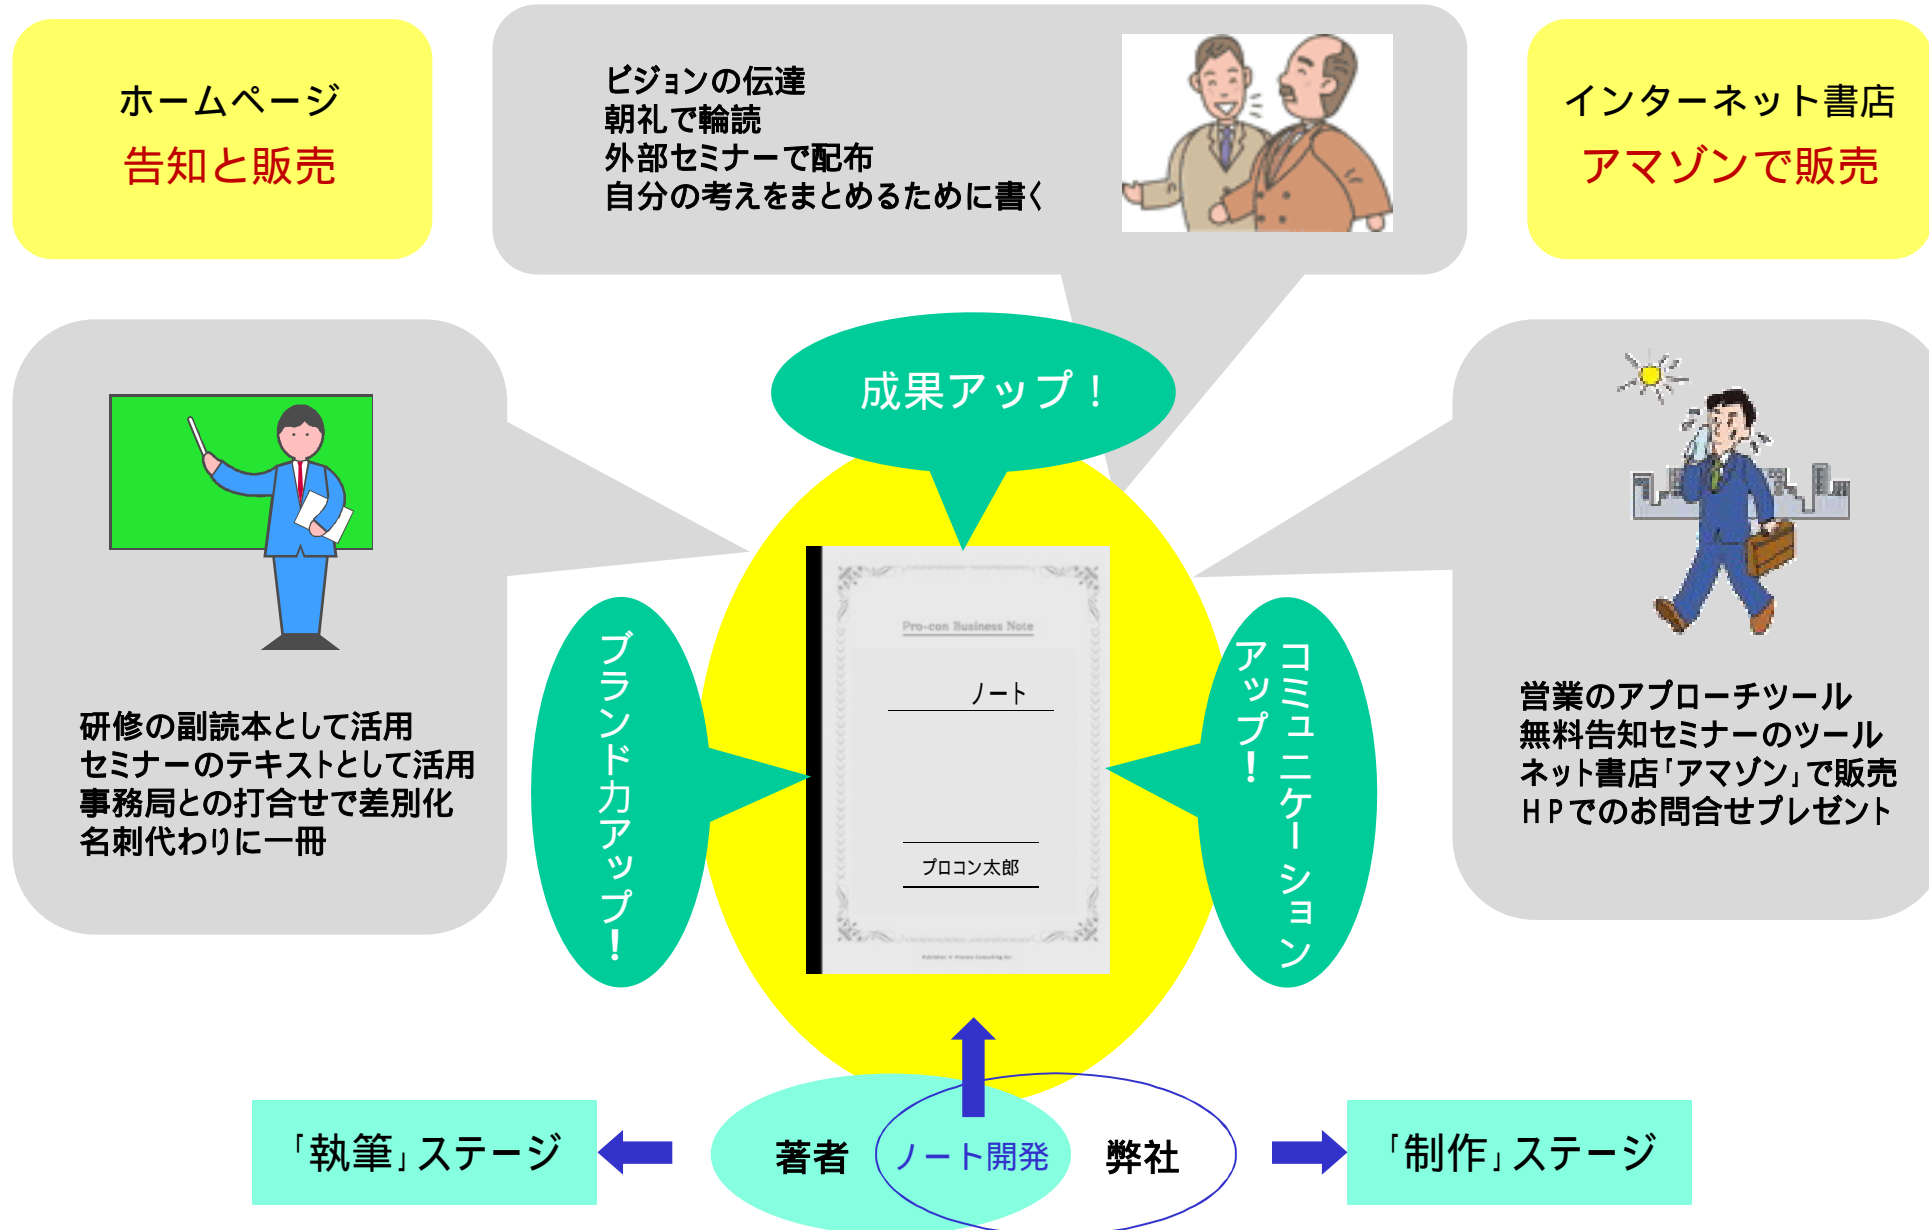 ホームページ
告知と販売
ビジョンの伝達
朝礼で輪読
外部セミナーで配布
自分の考えをまとめるために書く
インターネット書店
アマゾンで販売
成果アップ！
研修の副読本として活用
セミナーのテキストとして活用
事務局との打合せで差別化
名刺代わりに一冊
ブランド力アップ！
Pro-con Business Note
ノート
プロコン太郎
コミュニケーション
アップ！
営業のアプローチツール
無料告知セミナーのツール
ネット書店「アマゾン」で販売
ＨＰでのお問合せプレゼント
「執筆」ステージ
著者
ノート開発
弊社
「制作」ステージ